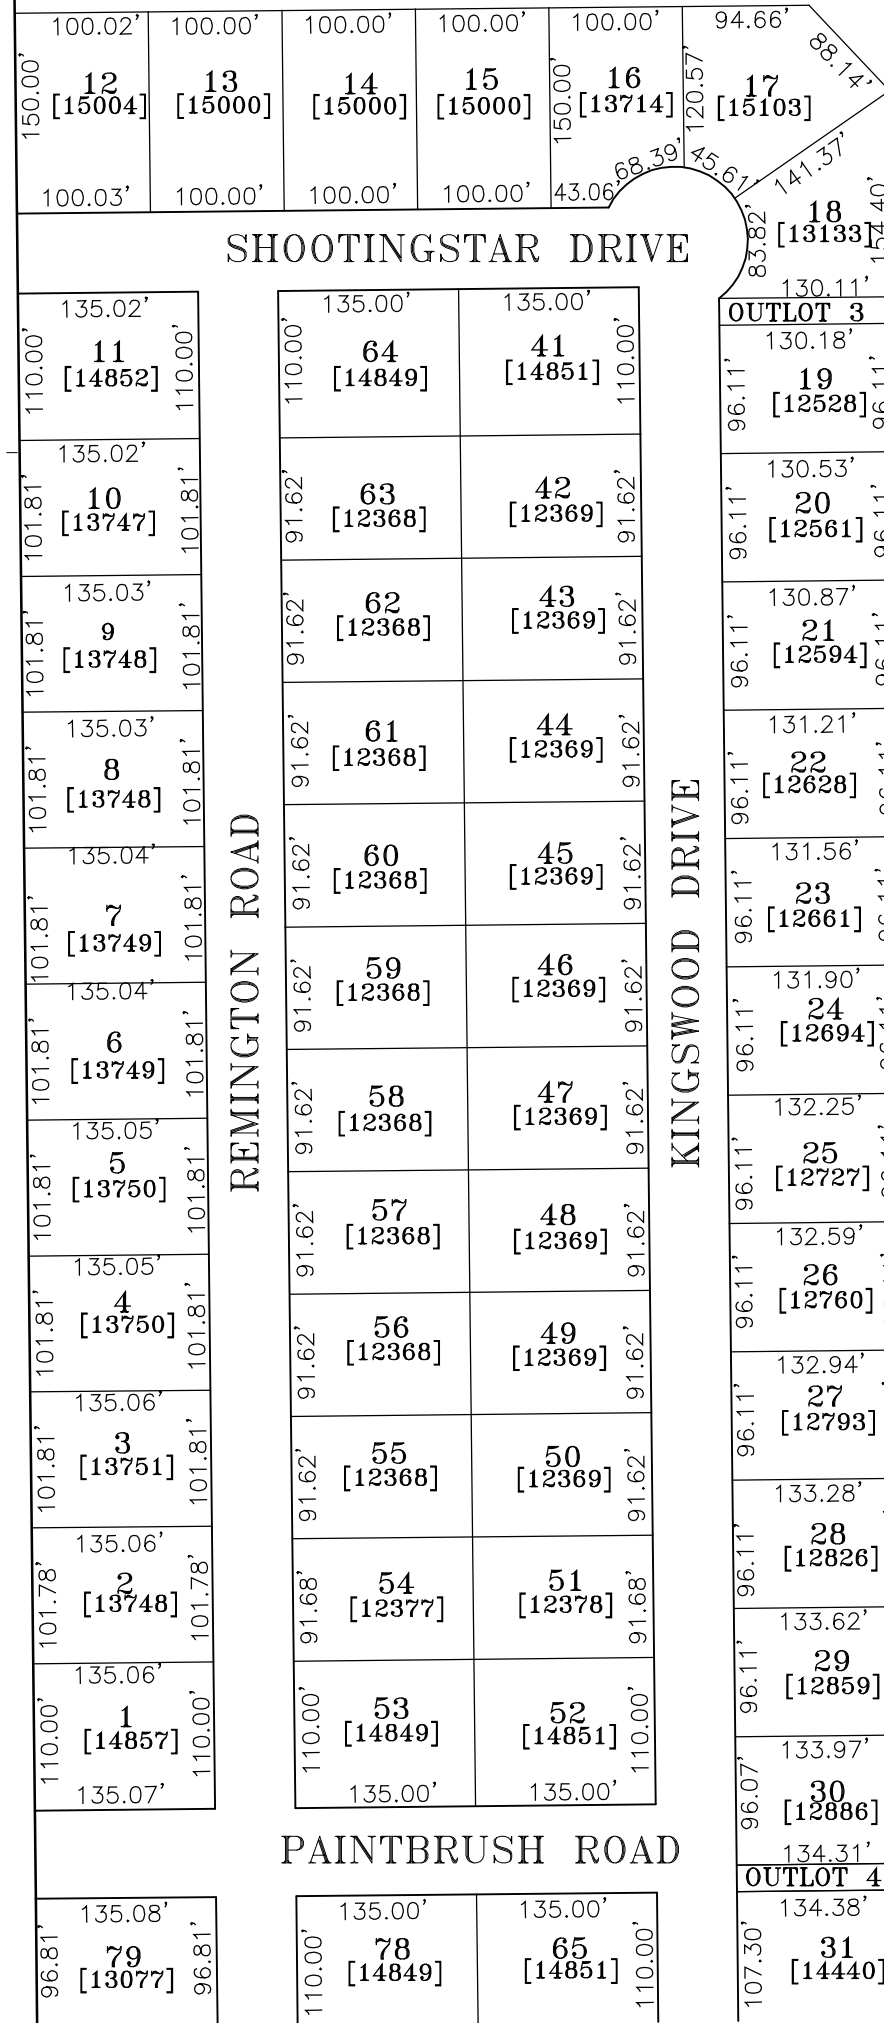 100.02' 100.00' 100.00' 100.00' 100.00' 94.66' 88.14'
150.00' 12 13 14 15 150.00' 16 120.57' 17
[15004] [15000] [15000] [15000] [13714] [15103]
68.39' 45.61' 141.37'
100.03' 100.00' 100.00' 100.00' 43.06'
83.82' 18 154.40'
[13133]
130.11'
SHOOTINGSTAR DRIVE
OUTLOT 3
135.02'
110.00' 11 110.00'
[14852]
135.02'
101.81' 10 101.81'
[13747]
135.03'
101.81' 9 101.81'
[13748]
135.03'
101.81' 8 101.81'
[13748]
135.04'
101.81' 7 101.81'
[13749]
135.04'
101.81' 6 101.81'
[13749]
135.05'
101.81' 5 101.81'
[13750]
135.05'
101.81' 4 101.81'
[13750]
135.06'
101.81' 3 101.81'
[13751]
135.06'
101.78' 2 101.78'
[13748]
135.06'
110.00' 1 110.00'
[14857]
135.07'
REMINGTON ROAD
135.00' 135.00'
110.00' 64 41 110.00'
[14849] [14851]
91.62' 63 42 91.62'
[12368] [12369]
91.62' 62 43 91.62'
[12368] [12369]
91.62' 61 44 91.62'
[12368] [12369]
91.62' 60 45 91.62'
[12368] [12369]
91.62' 59 46 91.62'
[12368] [12369]
91.62' 58 47 91.62'
[12368] [12369]
91.62' 57 48 91.62'
[12368] [12369]
91.62' 56 49 91.62'
[12368] [12369]
91.62' 55 50 91.62'
[12368] [12369]
91.68' 54 51 91.68'
[12377] [12378]
110.00' 53 52 110.00'
[14849] [14851]
135.00' 135.00'
KINGSWOOD DRIVE
130.18'
96.11' 19 96.11'
[12528]
130.53'
96.11' 20 96.11'
[12561]
130.87'
96.11' 21 96.11'
[12594]
131.21'
96.11' 22
[12628]
131.56'
96.11' 23
[12661]
131.90'
96.11' 24
[12694]
132.25'
96.11' 25
[12727]
132.59'
96.11' 26
[12760]
132.94'
96.11' 27
[12793]
133.28'
96.11' 28
[12826]
133.62'
96.11' 29
[12859]
133.97'
96.07' 30
[12886]
134.31'
PAINTBRUSH ROAD
OUTLOT 4
135.08' 135.00' 135.00' 134.38'
96.81' 79 96.81' 110.00' 78 65 110.00' 107.30' 31
[13077] [14849] [14851] [14440]